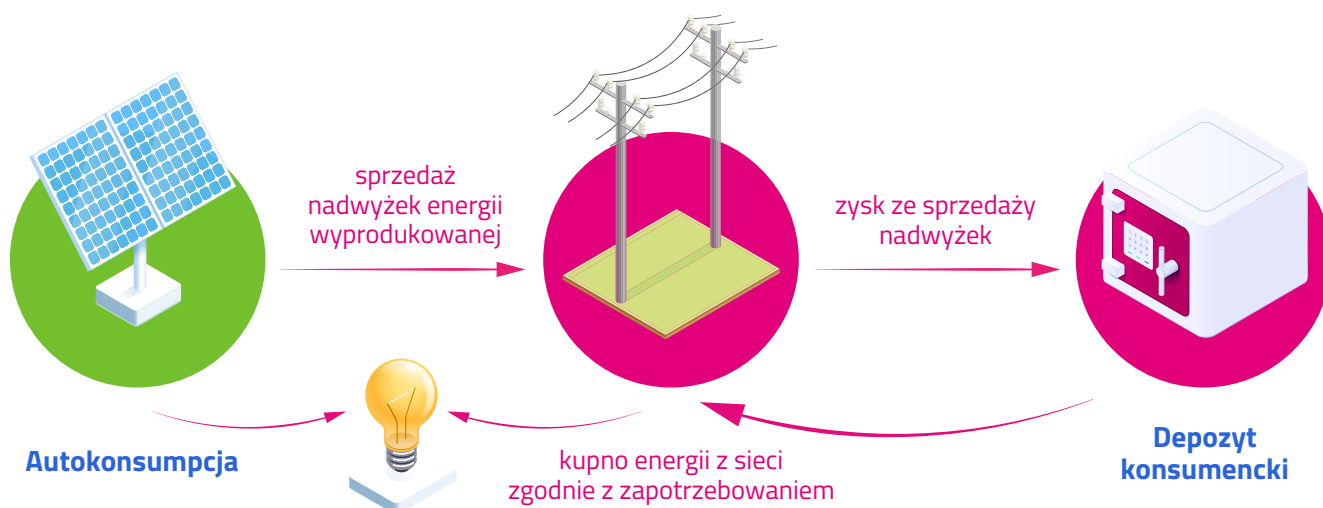 sprzedaż
nadwyżek energii
wyprodukowanej
zysk ze sprzedaży
nadwyżek
Autokonsumpcja
kupno energii z sieci
zgodnie z zapotrzebowaniem
Depozyt
konsumencki